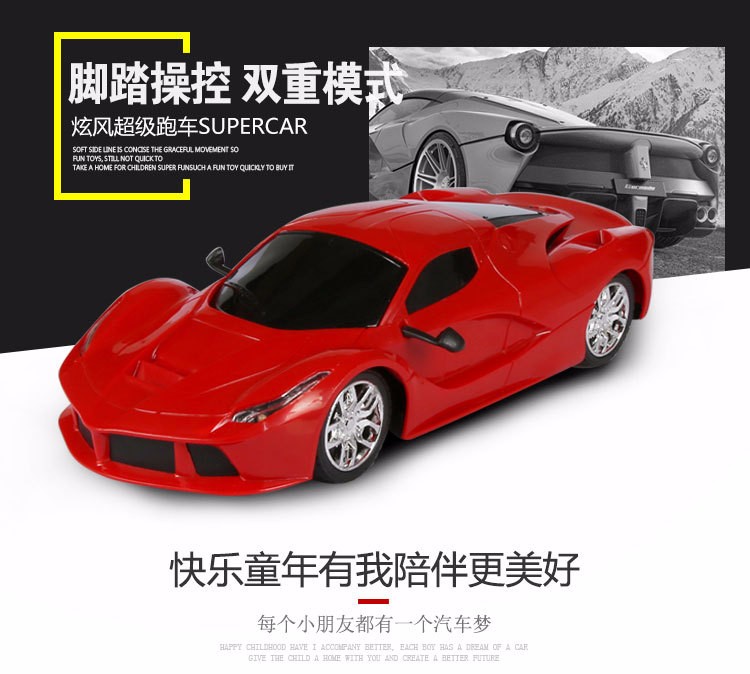 脚踏操控 双重模式
炫风超级跑车SUPERCAR
SOFT SIDE LINE IS CONCISE THE GRACEFUL MOVEMENT SO
FUN TOYS, STILL NOT QUICK TO
TAKE A HOME FOR CHILDREN SUPER FUNSUCH A FUN TOY QUICKLY TO BUY IT
快乐童年有我陪伴更美好
每个小朋友都有一个汽车梦
HAPPY CHILDHOOD HAVE I ACCOMPANY BETTER, EACH BOY HAS A DREAM OF A CAR
GIVE THE CHILD A HOME WITH YOU AND CREATE A BETTER FUTURE